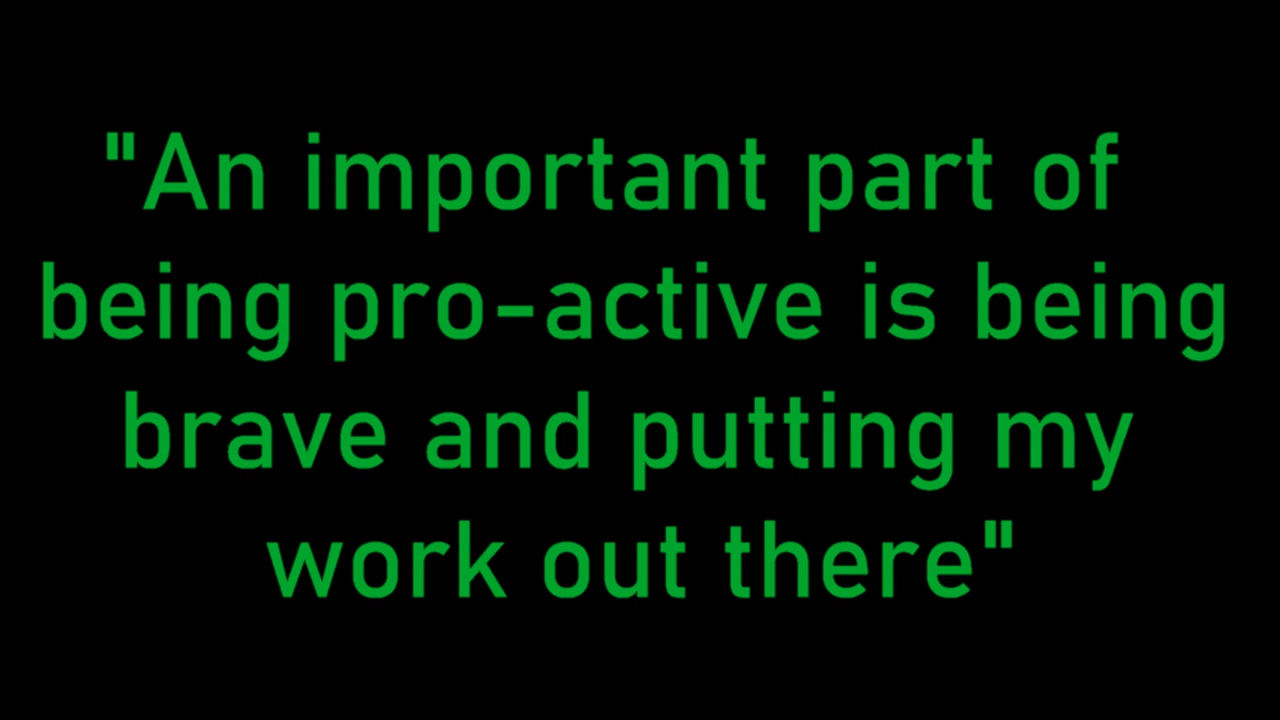 "An important part of
being pro-active is being
brave and putting my
work out there"